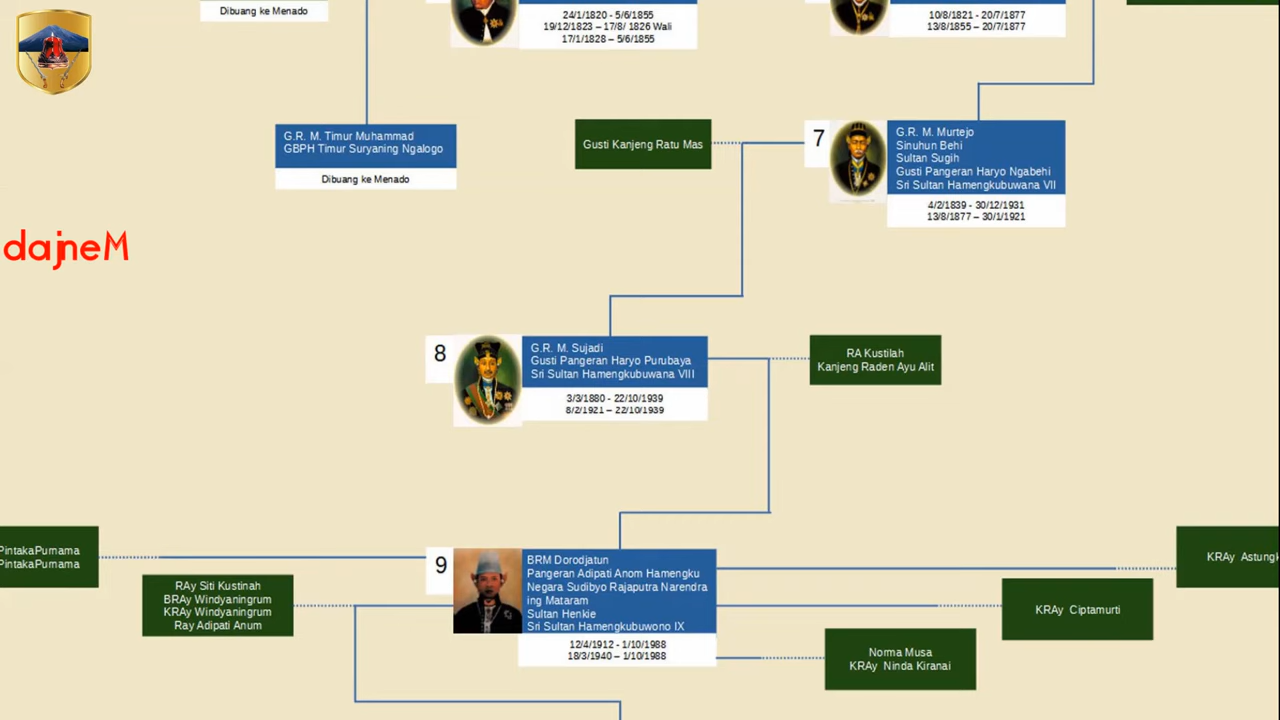 Dibuang ke Menado
24/1/1820 - 5/6/1855
19/12/1823 – 17/8/ 1826 Wali
17/1/1828 – 5/6/1855
10/8/1821 - 20/7/1877
13/8/1855 – 20/7/1877
G.R. M. Timur Muhammad
GBPH Timur Suryaning Ngalogo
Dibuang ke Menado
Gusti Kanjeng Ratu Mas
7
G.R. M. Murtejo
Sinuhun Behi
Sultan Sugih
Gusti Pangeran Haryo Ngabehi
Sri Sultan Hamengkubuwana VII
4/2/1839 - 30/12/1931
13/8/1877 – 30/1/1921
dajneM
8
G.R. M. Sujadi
Gusti Pangeran Haryo Purubaya
Sri Sultan Hamengkubuwana VIII
3/3/1880 - 22/10/1939
8/2/1921 – 22/10/1939
RA Kustilah
Kanjeng Raden Ayu Alit
PintakaPurnama
PintakaPurnama
RAy Siti Kustinah
BRAy Windyaningrum
KRAy Windyaningrum
Ray Adipati Anum
9
BRM Dorodjatun
Pangeran Adipati Anom Hamengku
Negara Sudibyo Rajaputra Narendra
ing Mataram
Sultan Henkie
Sri Sultan Hamengkubuwono IX
12/4/1912 - 1/10/1988
18/3/1940 – 1/10/1988
KRAy Astungk
KRAy Ciptamurti
Norma Musa
KRAy Ninda Kiranai